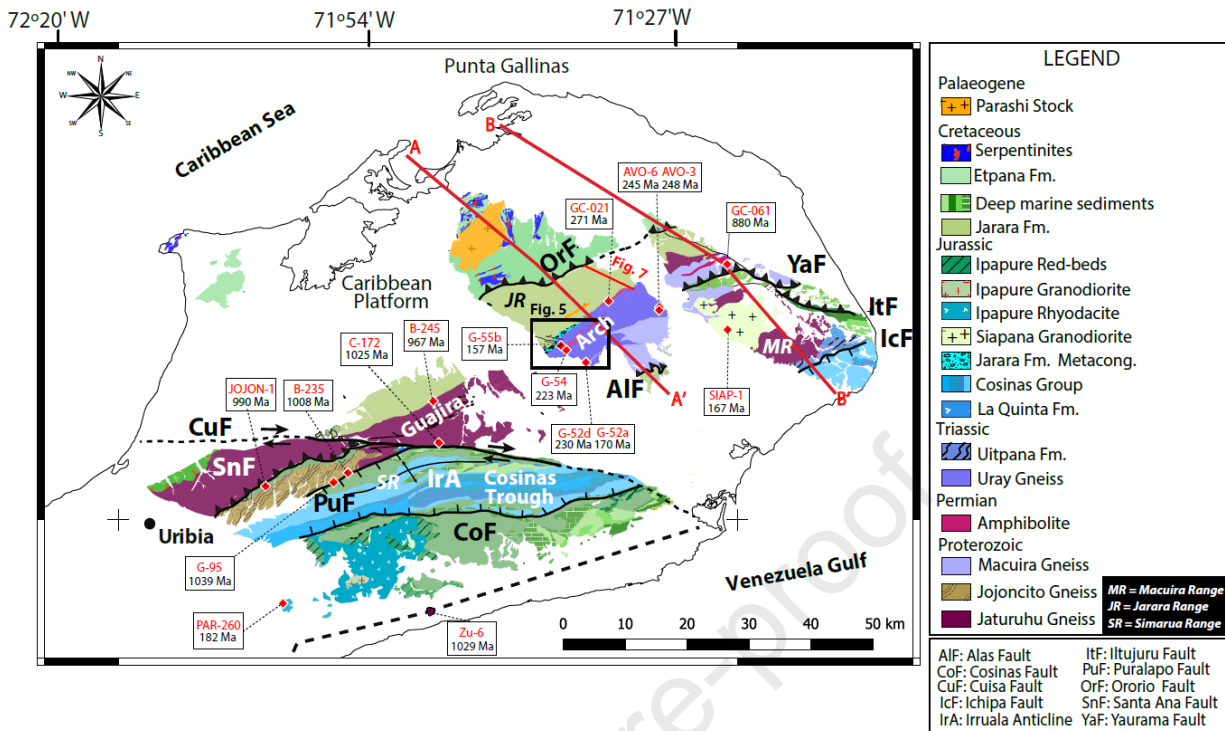 72º20' W
71º54' W
71º27' W
N
NW
NE
W
E
SW
SE
S
Punta Gallinas
Caribbean Sea
B
A
AVO-6 AVO-3
245 Ma 248 Ma
GC-021
271 Ma
GC-061
880 Ma
OrF
YaF
Fig. 7
Caribbean
Platform
JR
Fig. 5
ItF
IcF
B-245
967 Ma
G-55b
157 Ma
Arch
MR
C-172
1025 Ma
G-54
223 Ma
AlF
A'
B'
JOJON-1
990 Ma
B-235
1008 Ma
SIAP-1
167 Ma
Guajira
CuF
G-52d G-52a
230 Ma 170 Ma
SnF
SR
IrA
Cosinas
Trough
PuF
Uribia
CoF
G-95
1039 Ma
Venezuela Gulf
PAR-260
182 Ma
Zu-6
1029 Ma
0 10 20 30 40 50 km
re-proof
LEGEND
Palaeogene
Parashi Stock
Cretaceous
Serpentinites
Etpana Fm.
Deep marine sediments
Jarara Fm.
Jurassic
Ipapure Red-beds
Ipapure Granodiorite
Ipapure Rhyodacite
Siapana Granodiorite
Jarara Fm. Metacong.
Cosinas Group
La Quinta Fm.
Triassic
Uitpana Fm.
Uray Gneiss
Permian
Amphibolite
Proterozoic
Macuira Gneiss
Jojoncito Gneiss
Jaturuhu Gneiss
MR = Macuira Range
JR = Jarara Range
SR = Simarua Range
AlF: Alas Fault
ItF: Iltujuru Fault
CoF: Cosinas Fault
PuF: Puralapo Fault
CuF: Cuisa Fault
OrF: Ororio Fault
IcF: Ichipa Fault
SnF: Santa Ana Fault
IrA: Irruala Anticline
YaF: Yaurama Fault